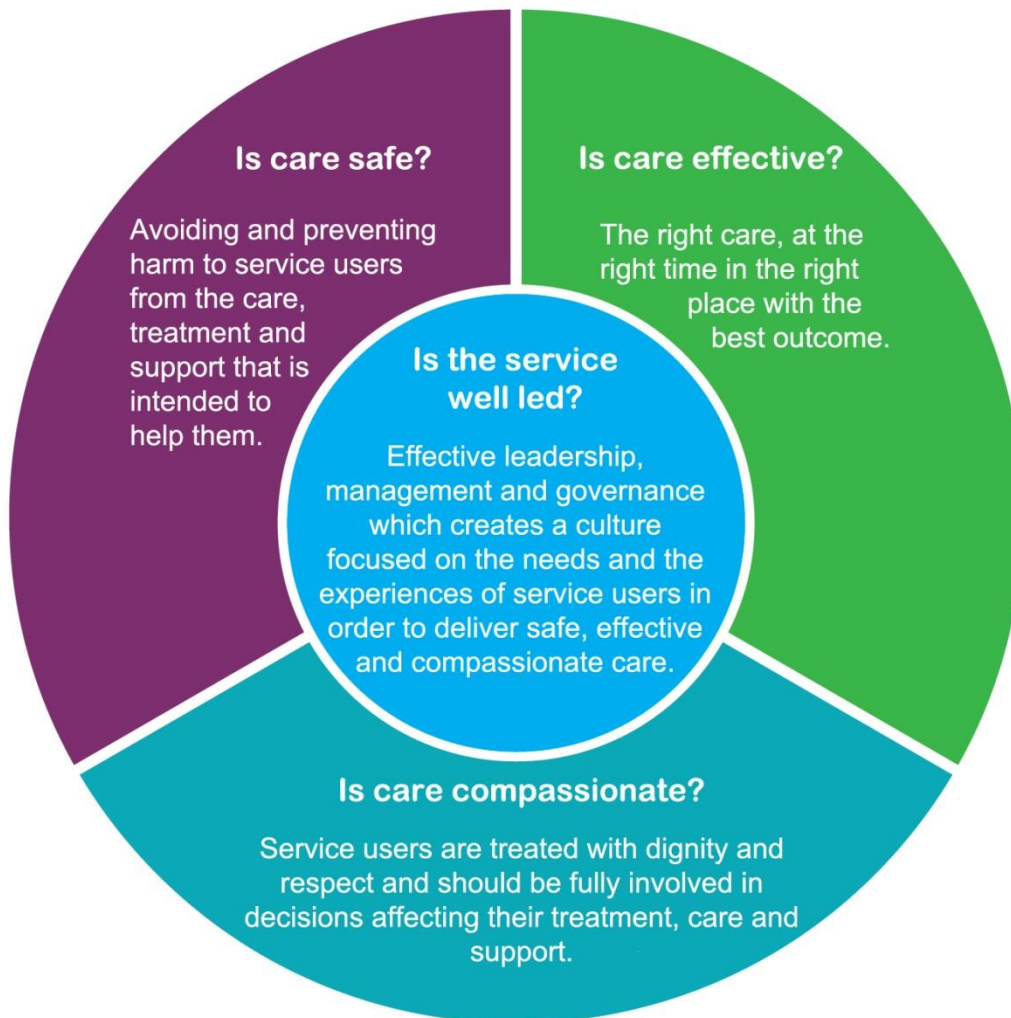 Is care safe?
Avoiding and preventing
harm to service users
from the care,
treatment and
support that is
intended to
help them.
Is care effective?
The right care, at the
right time in the right
place with the
best outcome.
Is the service
well led?
Effective leadership,
management and governance
which creates a culture
focused on the needs and the
experiences of service users in
order to deliver safe, effective
and compassionate care.
Is care compassionate?
Service users are treated with dignity and
respect and should be fully involved in
decisions affecting their treatment, care and
support.